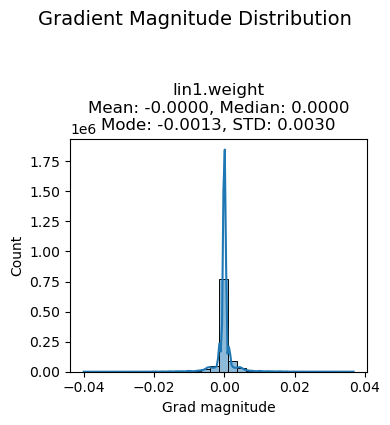 Gradient Magnitude Distribution
lin1.weight
Mean: -0.0000, Median: 0.0000
Mode: -0.0013, STD: 0.0030
1e6
1.75
1.50
1.25
1.00
0.75
0.50
0.25
0.00
Count
−0.04 −0.02 0.00 0.02 0.04
Grad magnitude